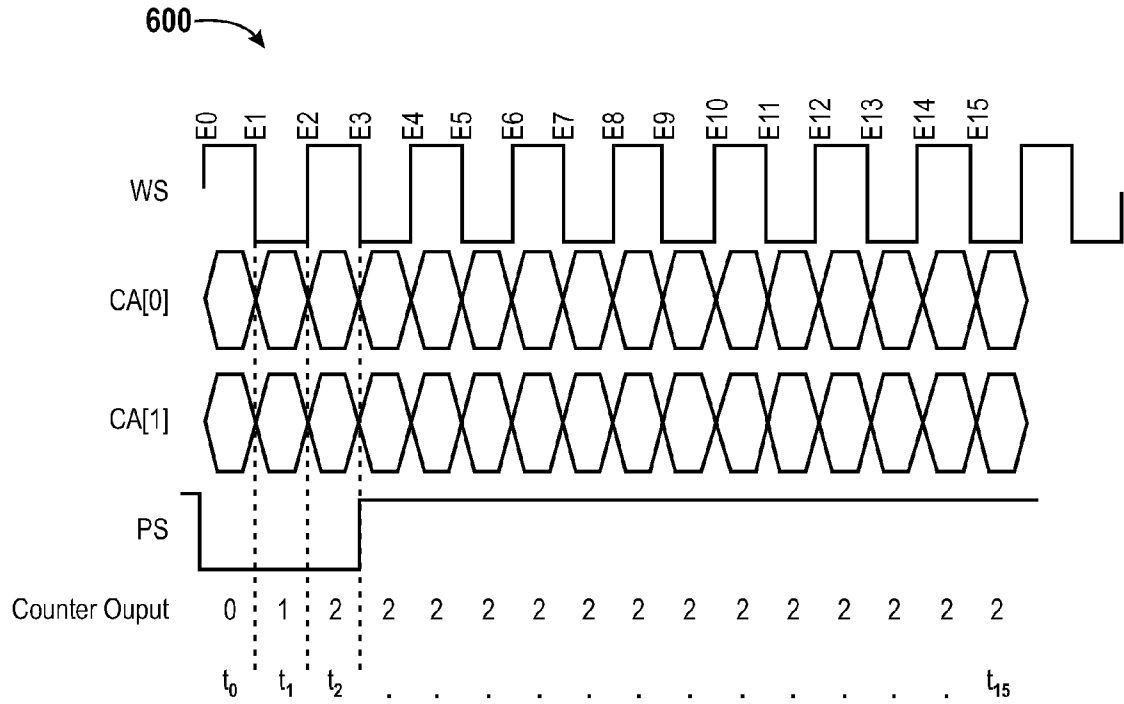 600
E0 E1 E2 E3 E4 E5 E6 E7 E8 E9 E10 E11 E12 E13 E14 E15
WS
CA[0]
CA[1]
PS
Counter Ouput 0 1 2 2 2 2 2 2 2 2 2 2 2 2 2 2
t0 t1 t2 . . . . . . . . . . . . t15